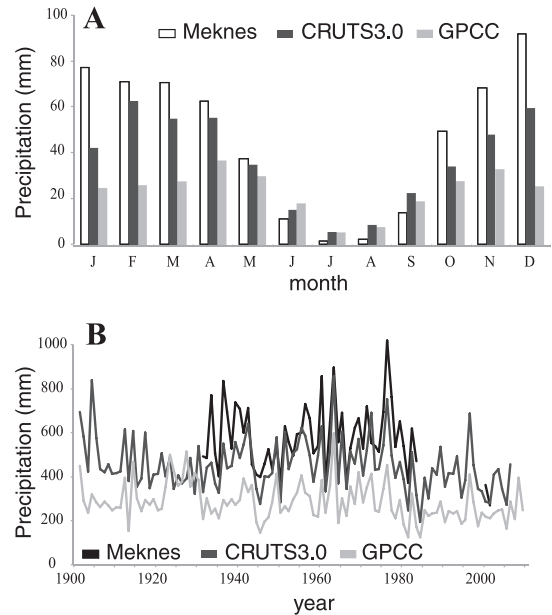 A
Meknes CRUTS3.0 GPCC
Precipitation (mm)
100
80
60
40
20
0
J F M A M J J A S O N D
month
B
Precipitation (mm)
1000
800
600
400
200
0
Meknes CRUTS3.0 GPCC
1900 1920 1940 1960 1980 2000
year